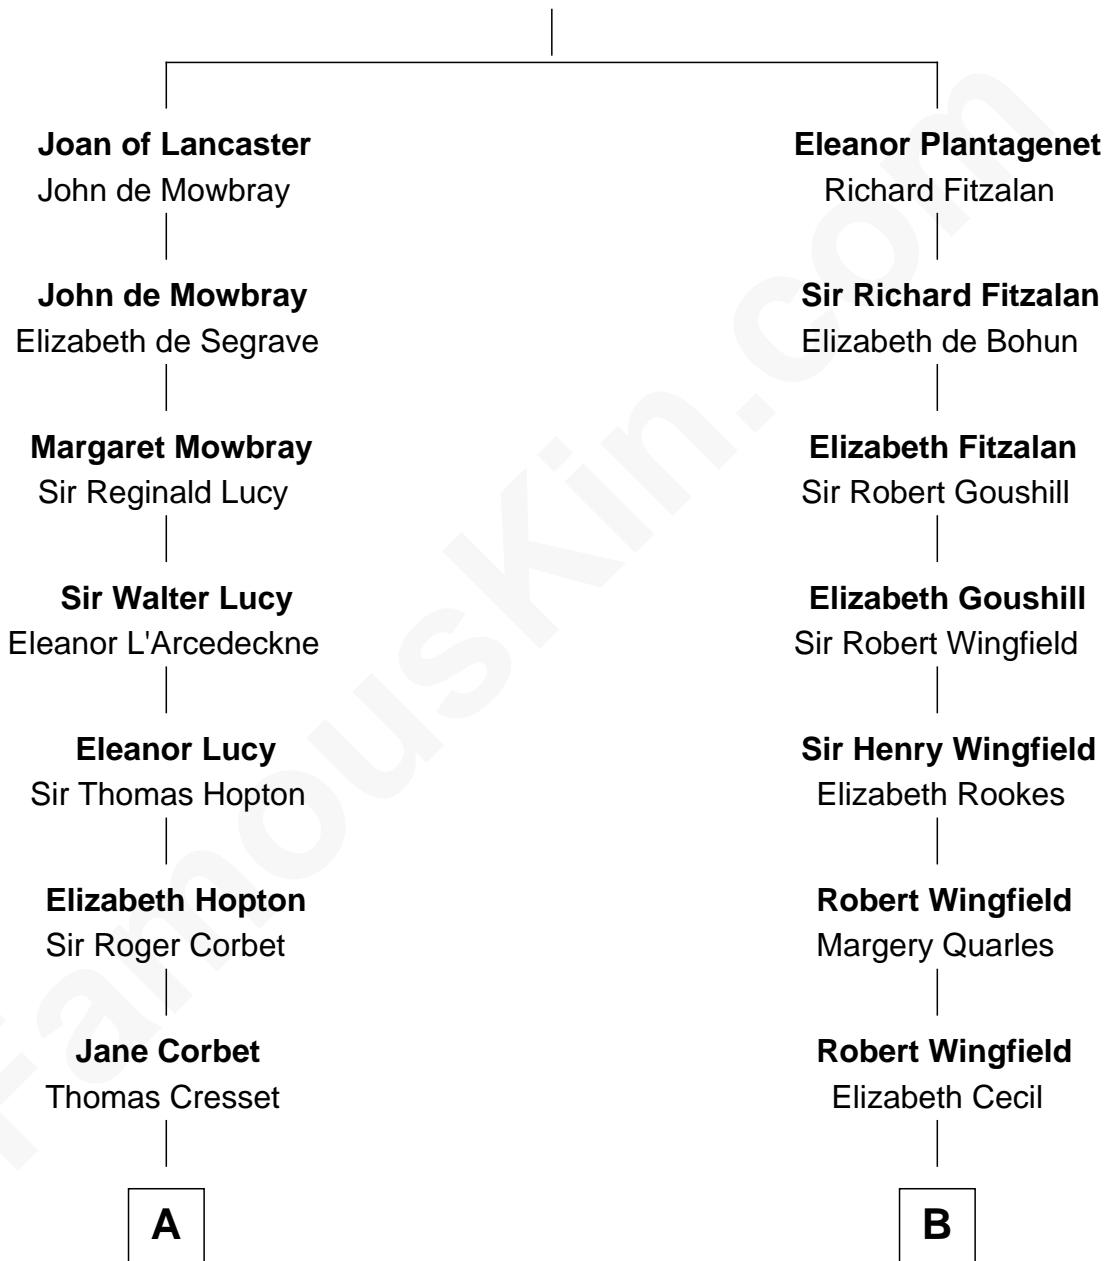 Joan of Lancaster
John de Mowbray
John de Mowbray
Elizabeth de Segrave
Margaret Mowbray
Sir Reginald Lucy
Sir Walter Lucy
Eleanor L'Arcedeckne
Eleanor Lucy
Sir Thomas Hopton
Elizabeth Hopton
Sir Roger Corbet
Jane Corbet
Thomas Cresset
A
Eleanor Plantagenet
Richard Fitzalan
Sir Richard Fitzalan
Elizabeth de Bohun
Elizabeth Fitzalan
Sir Robert Goushill
Elizabeth Goushill
Sir Robert Wingfield
Sir Henry Wingfield
Elizabeth Rookes
Robert Wingfield
Margery Quarles
Robert Wingfield
Elizabeth Cecil
B
FamousKin.com